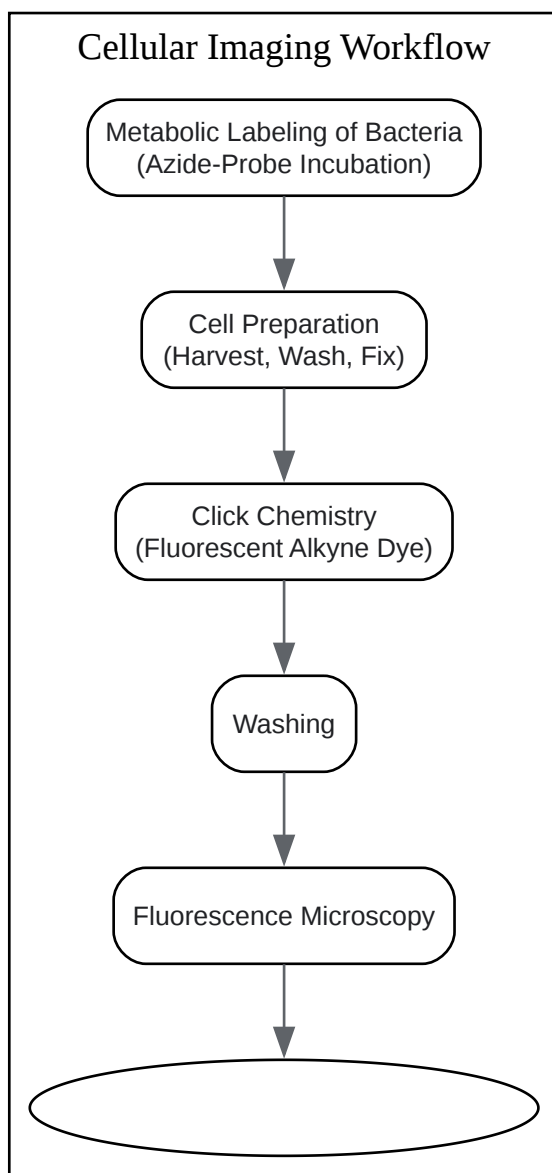 Cellular Imaging Workflow
Metabolic Labeling of Bacteria
(Azide-Probe Incubation)
Cell Preparation
(Harvest, Wash, Fix)
Click Chemistry
(Fluorescent Alkyne Dye)
Washing
Fluorescence Microscopy